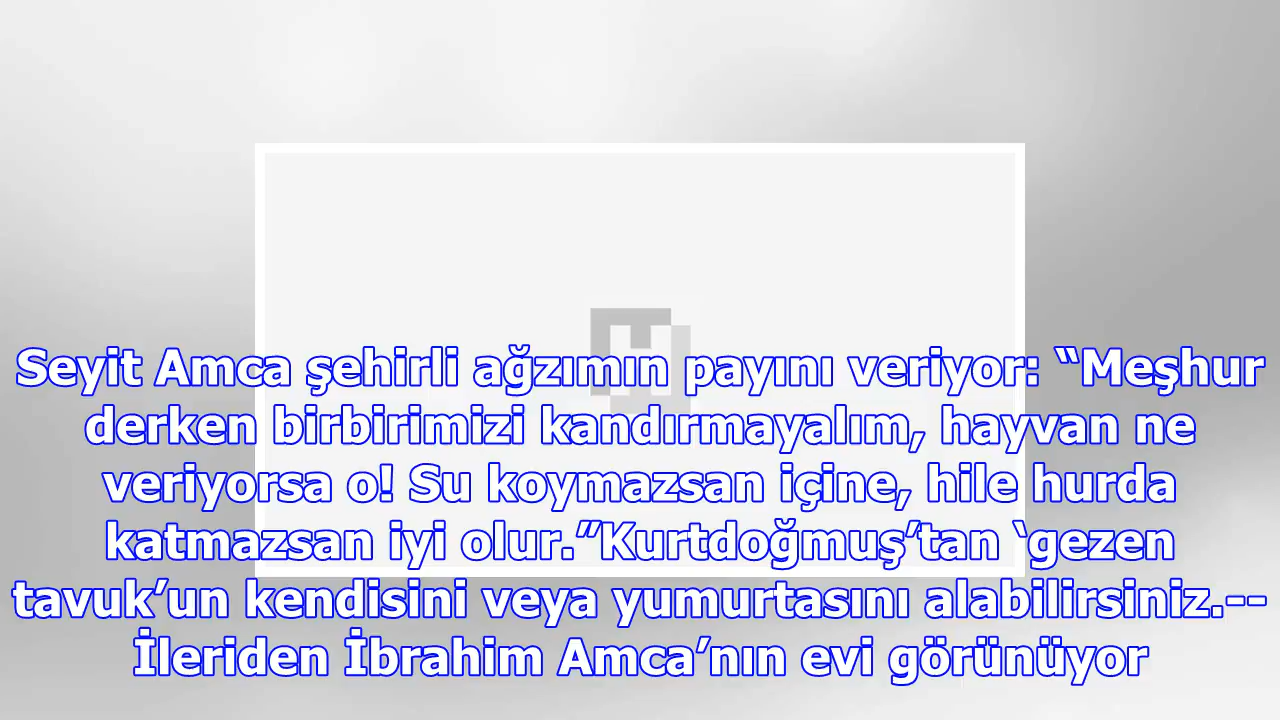 Seyit Amca şehirli ağzımın payını veriyor: “Meşhur
derken birbirimizi kandırmayalım, hayvan ne
veriyorsa o! Su koymazsan içine, hile hurda
katmazsan iyi olur.”Kurtdoğmuş’tan ‘gezen
tavuk’un kendisini veya yumurtasını alabilirsiniz.--
İleriden İbrahim Amca’nın evi görünüyor